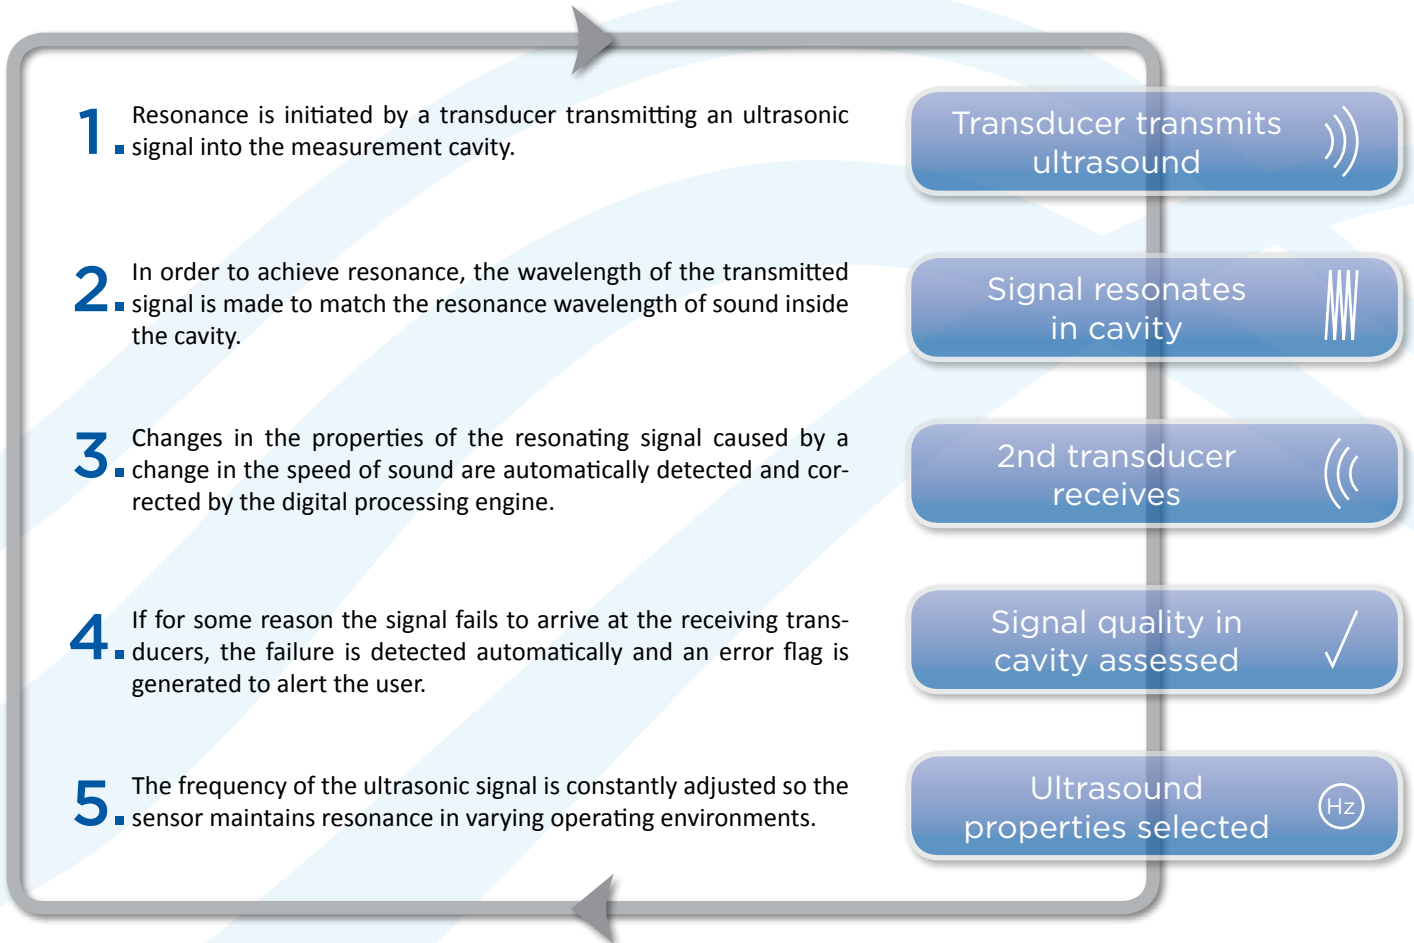 1. Resonance is initiated by a transducer transmitting an ultrasonic
signal into the measurement cavity.
Transducer transmits
ultrasound
2. In order to achieve resonance, the wavelength of the transmitted
signal is made to match the resonance wavelength of sound inside
the cavity.
Signal resonates
in cavity
3. Changes in the properties of the resonating signal caused by a
change in the speed of sound are automatically detected and cor-
rected by the digital processing engine.
2nd transducer
receives
4. If for some reason the signal fails to arrive at the receiving trans-
ducers, the failure is detected automatically and an error flag is
generated to alert the user.
Signal quality in
cavity assessed
5. The frequency of the ultrasonic signal is constantly adjusted so the
sensor maintains resonance in varying operating environments.
Ultrasound
properties selected
Hz